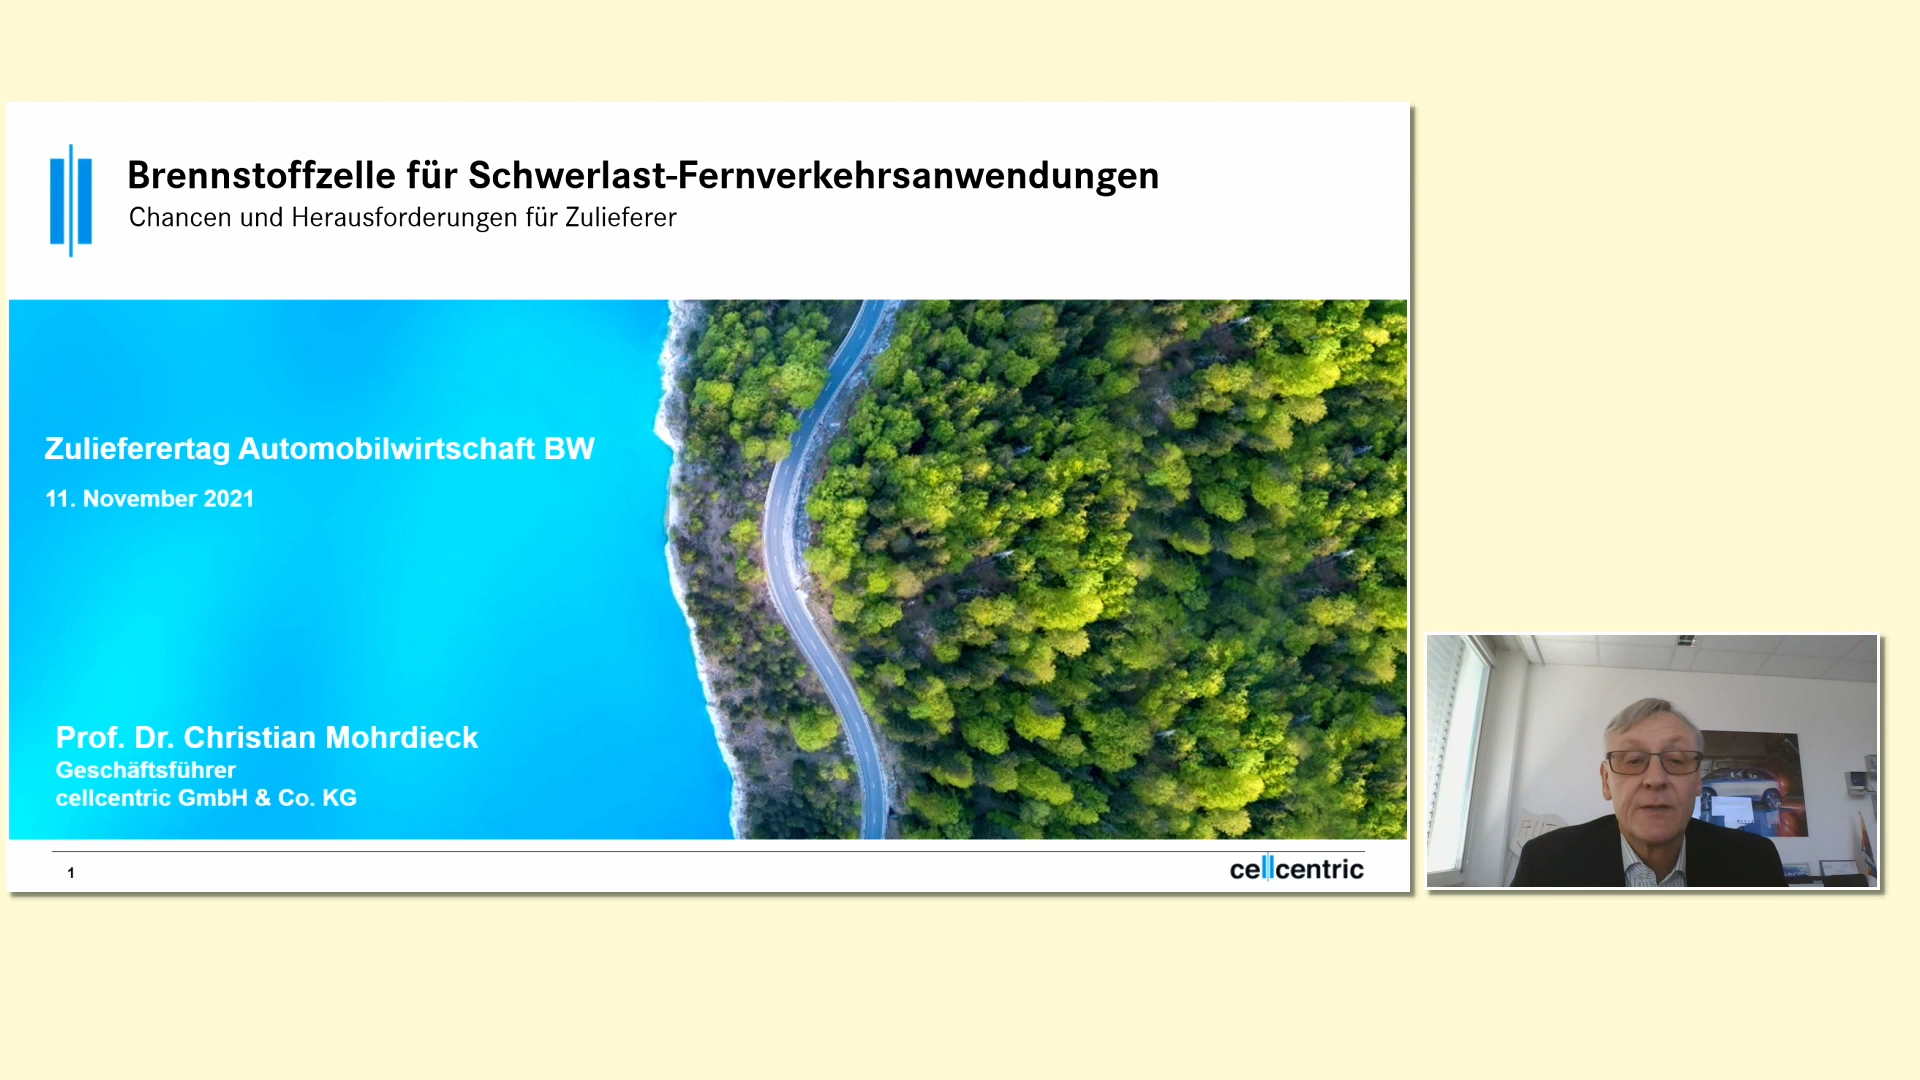 Brennstoffzelle für Schwerlast-Fernverkehrsanwendungen
Chancen und Herausforderungen für Zulieferer
Zulieferertag Automobilwirtschaft BW
11. November 2021
Prof. Dr. Christian Mohrdieck
Geschäftsführer
cellcentric GmbH & Co. KG
1
cellcentric